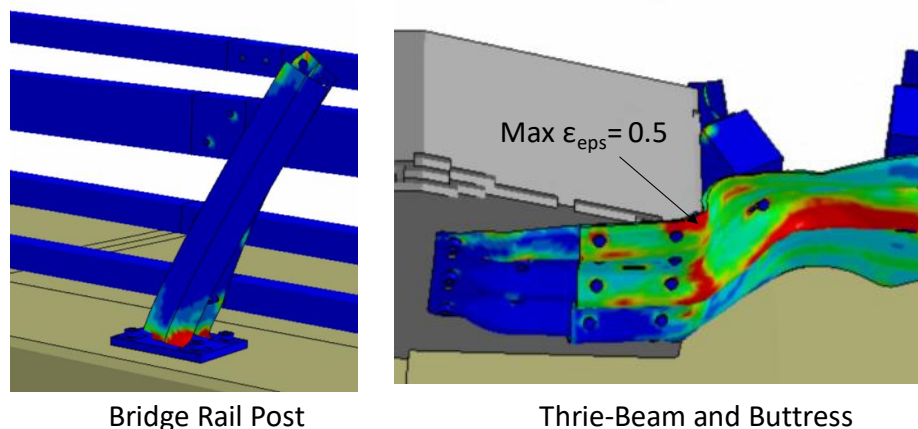 Max εeps= 0.5
Bridge Rail Post
Thrie-Beam and Buttress